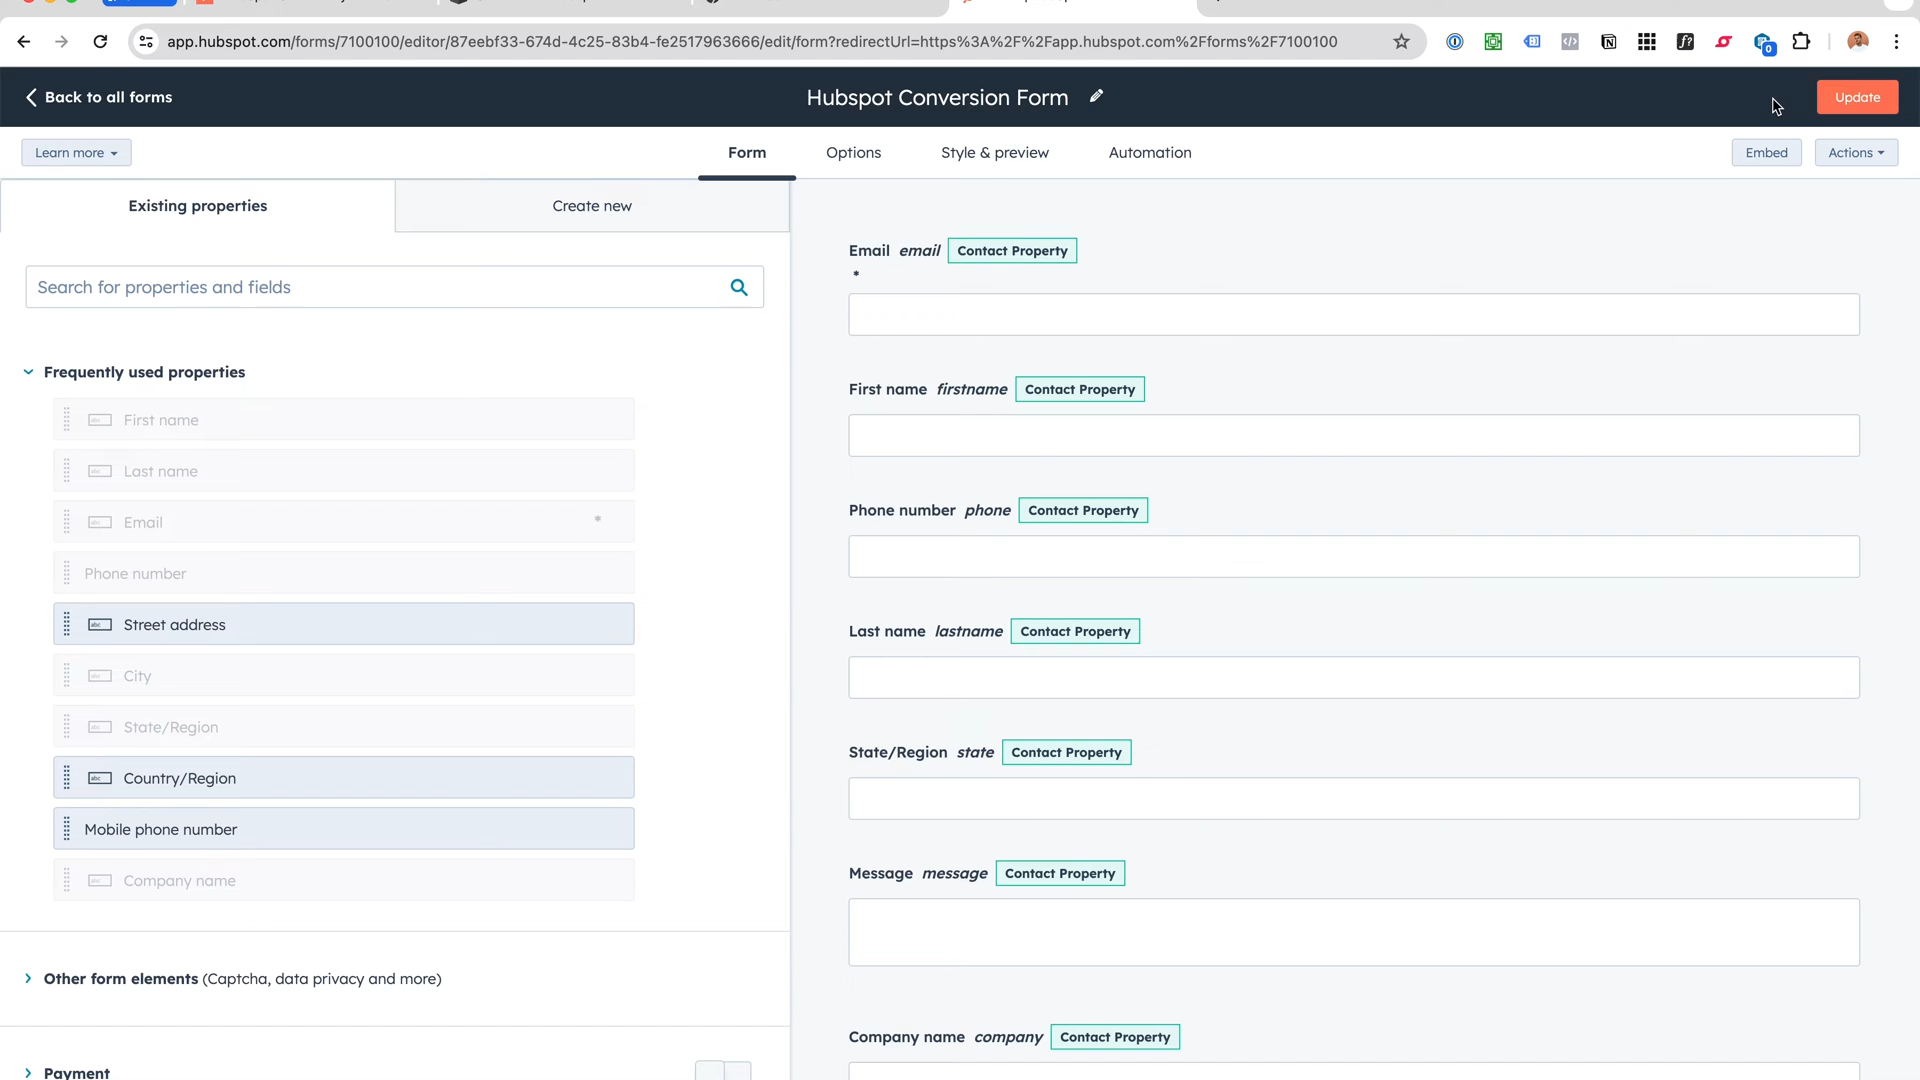 app.hubspot.com/forms/7100100/editor/87eebf33-674d-4c25-83b4-fe2517963666/edit/form?redirectUrl=https%3A%2F%2Fapp.hubspot.com%2Fforms%2F7100100
0
Back to all forms
Hubspot Conversion Form
Update
Learn more
Form
Options
Style & preview
Automation
Embed
Actions
Existing properties
Create new
Search for properties and fields
Frequently used properties
First name
Last name
Email *
Phone number
Street address
City
State/Region
Country/Region
Mobile phone number
Company name
Other form elements (Captcha, data privacy and more)
Payment
Email email Contact Property
*
First name firstname Contact Property
Phone number phone Contact Property
Last name lastname Contact Property
State/Region state Contact Property
Message message Contact Property
Company name company Contact Property